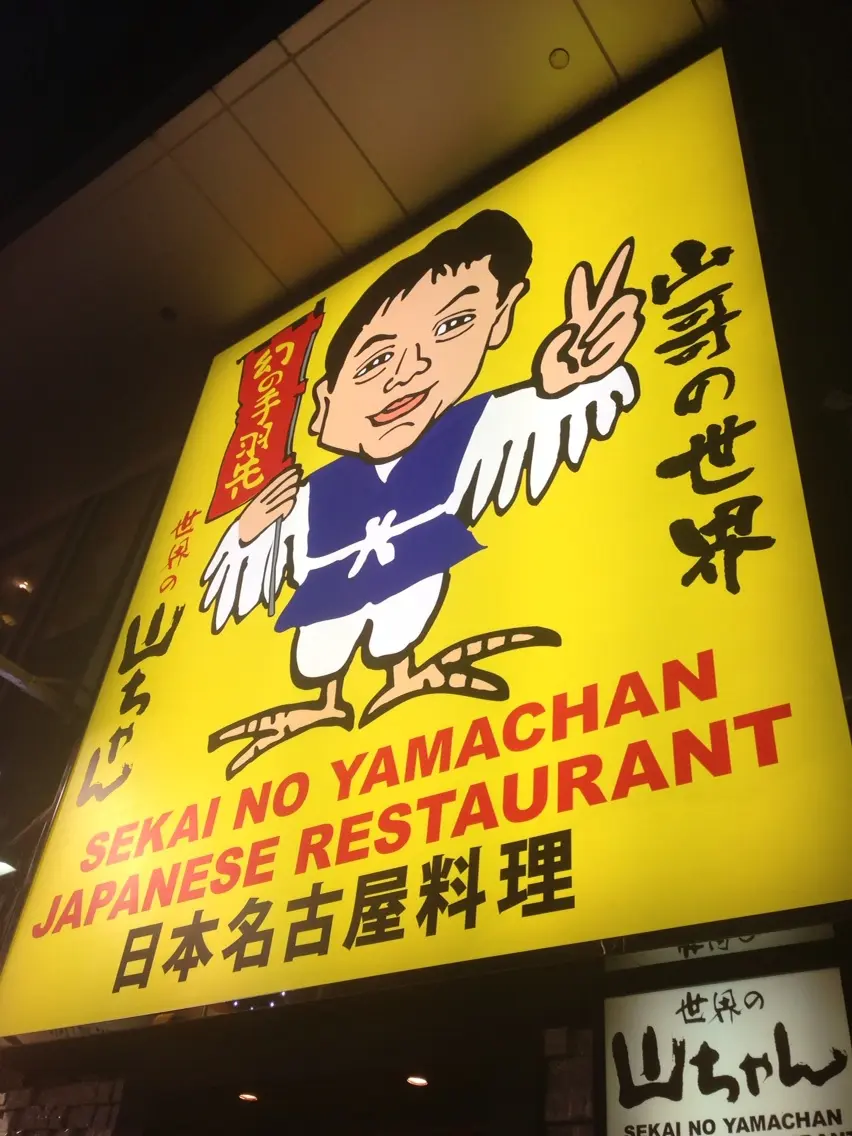 幻の手羽先
山哥の世界
世界の
山ちゃん
SEKAI NO YAMACHAN
JAPANESE RESTAURANT
日本名古屋料理
世界の
山ちゃん
SEKAI NO YAMACHAN